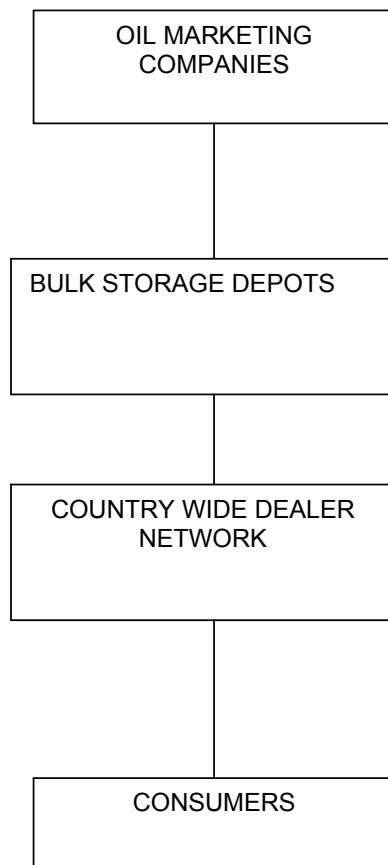 OIL MARKETING
COMPANIES
BULK STORAGE DEPOTS
COUNTRY WIDE DEALER
NETWORK
CONSUMERS